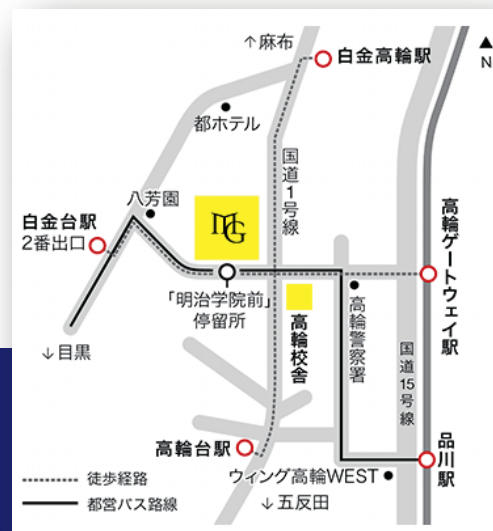 ↑麻布
白金高輪駅
▲
N
都ホテル
国道1号線
八芳園
白金台駅
2番出口
MG
高輪ゲートウェイ駅
「明治学院前」
停留所
高輪校舎
高輪警察署
国道15号線
↓目黒
高輪台駅
品川駅
ウィング高輪WEST
↓五反田
徒歩経路
都営バス路線